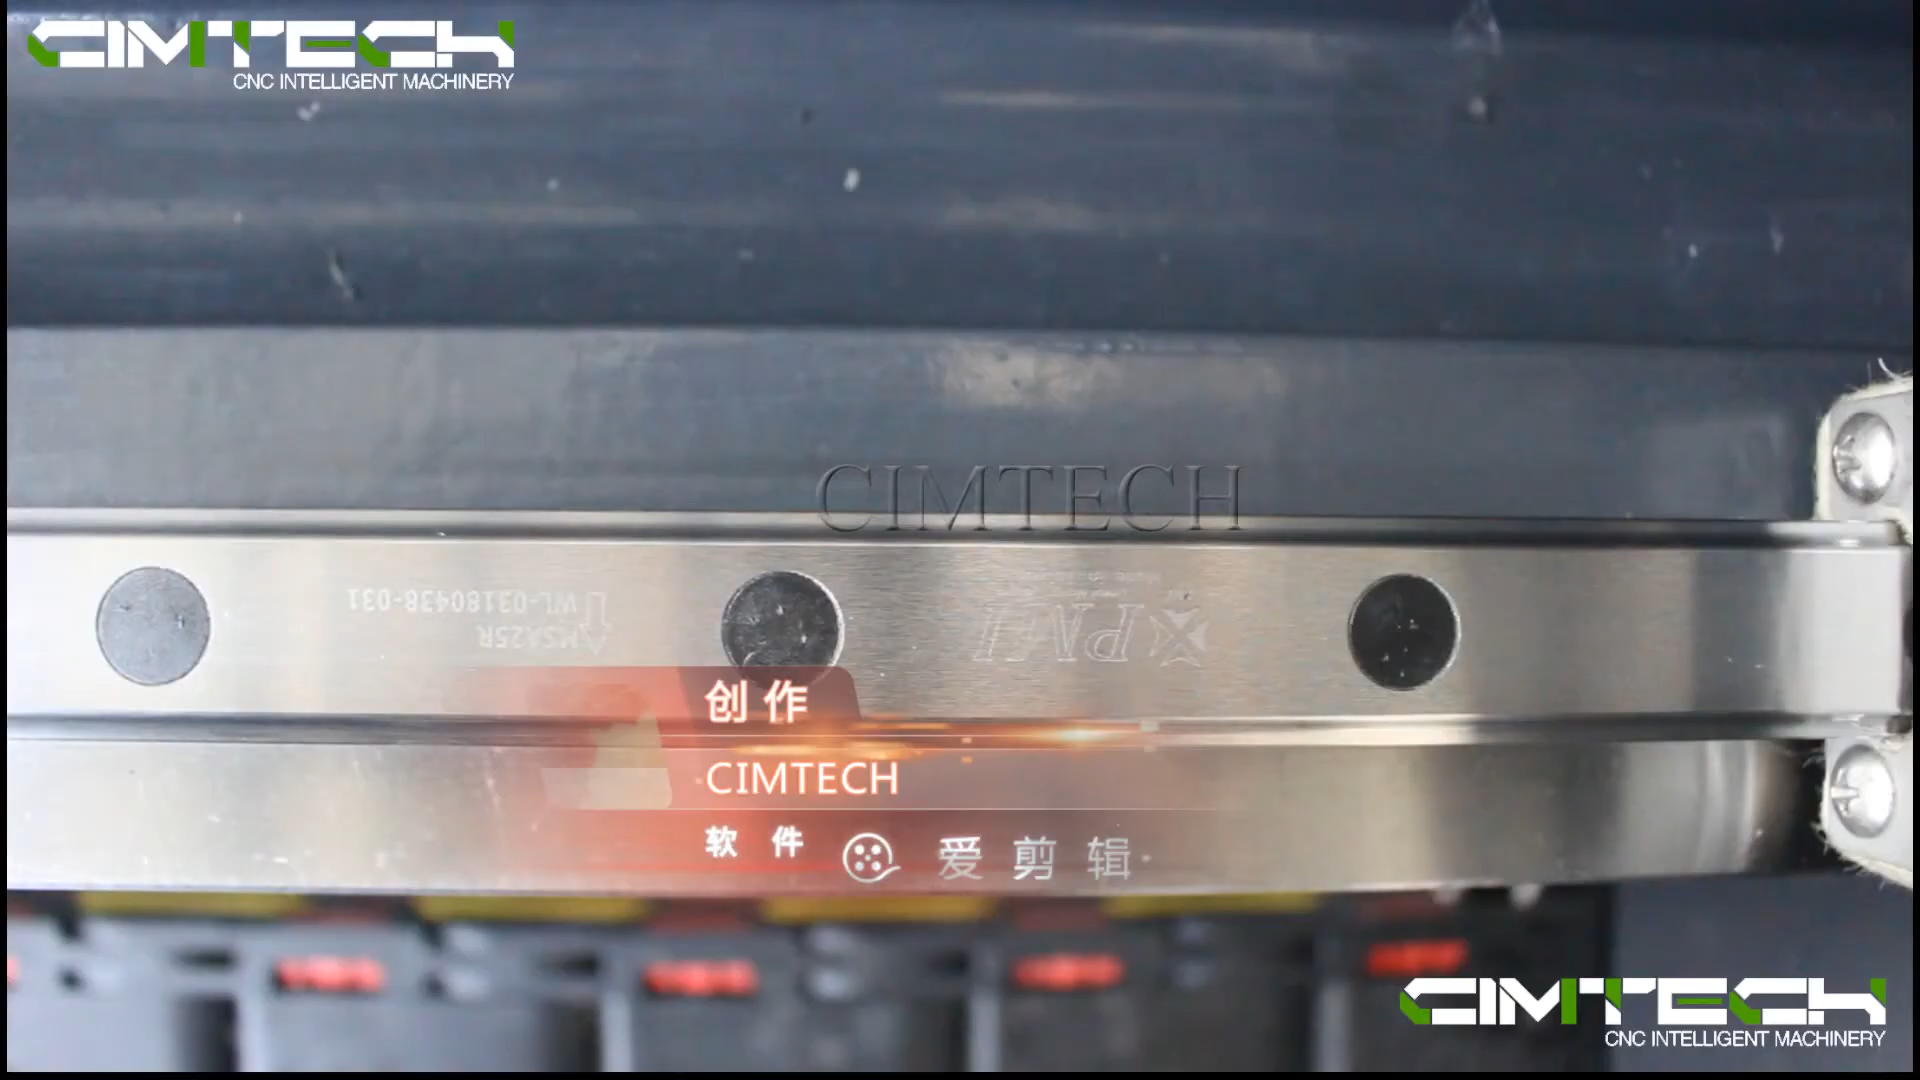 CIMTECH
CNC INTELLIGENT MACHINERY
CIMTECH
WL-03180438-031
MSA25R
PMI
创作
CIMTECH
软件 爱剪辑
CIMTECH
CNC INTELLIGENT MACHINERY